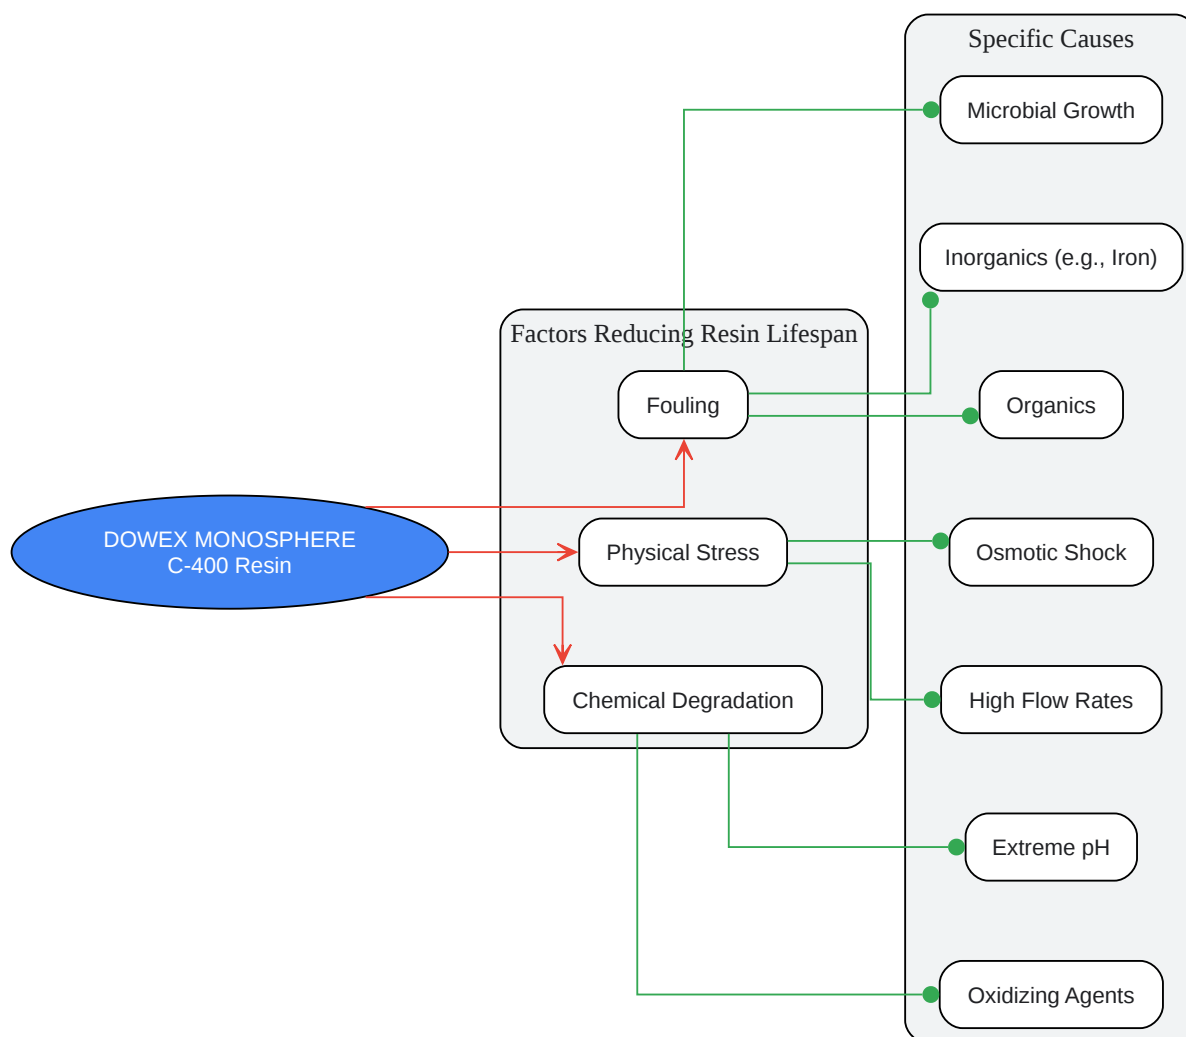 Specific Causes
Microbial Growth
Inorganics (e.g., Iron)
Factors Reducing Resin Lifespan
Fouling
Organics
DOWEX MONOSPHERE
C-400 Resin
Physical Stress
Osmotic Shock
Chemical Degradation
High Flow Rates
Extreme pH
Oxidizing Agents